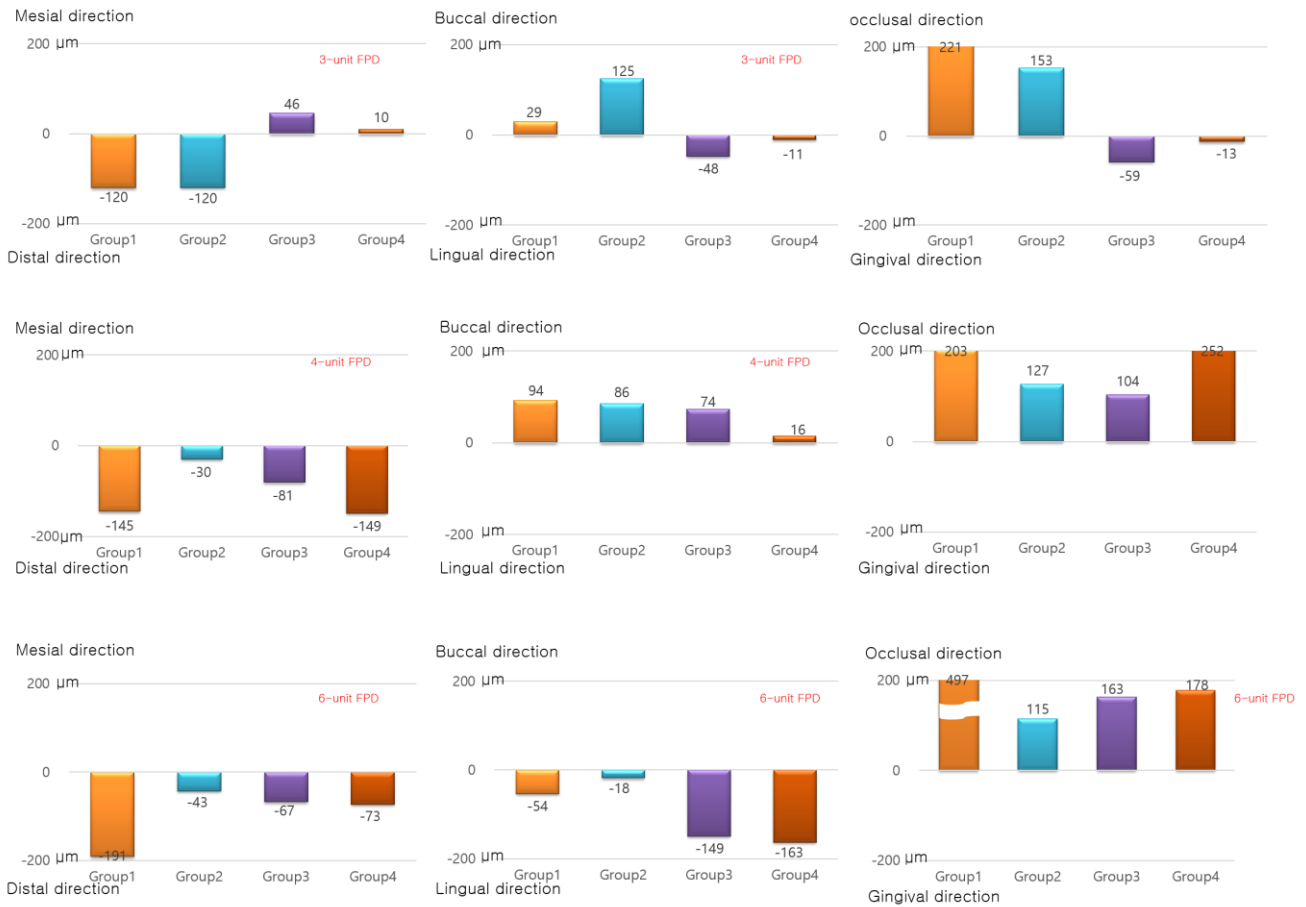 Mesial direction
200 μm
3-unit FPD
46
10
0
-120
-120
-200 μm
Group1 Group2 Group3 Group4
Distal direction
Buccal direction
200 μm
3-unit FPD
125
29
0
-11
-48
-200 μm
Group1 Group2 Group3 Group4
Lingual direction
occlusal direction
200 μm
221
153
0
-13
-59
-200 μm
Group1 Group2 Group3 Group4
Gingival direction
Mesial direction
200 μm
4-unit FPD
0
-30
-81
-145
-149
-200 μm
Group1 Group2 Group3 Group4
Distal direction
Buccal direction
200 μm
4-unit FPD
94
86
74
16
0
-200 μm
Group1 Group2 Group3 Group4
Lingual direction
Occlusal direction
200 μm
203
252
127
104
0
-200 μm
Group1 Group2 Group3 Group4
Gingival direction
Mesial direction
200 μm
6-unit FPD
0
-43
-67
-73
-191
-200 μm
Group1 Group2 Group3 Group4
Distal direction
Buccal direction
200 μm
6-unit FPD
0
-18
-54
-149
-163
-200 μm
Group1 Group2 Group3 Group4
Lingual direction
Occlusal direction
200 μm
497
178
163
6-unit FPD
115
0
-200 μm
Group1 Group2 Group3 Group4
Gingival direction